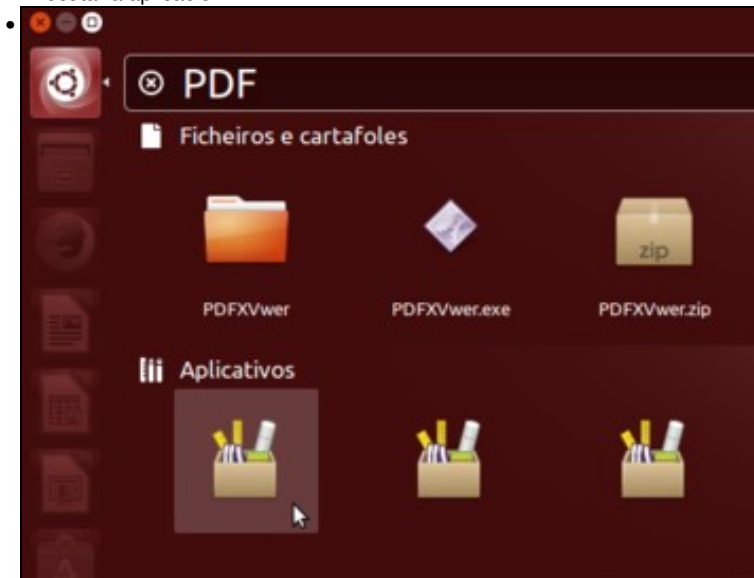 PDF
Ficheiros e cartafoles
PDFXVwer
PDFXVwer.exe
zip
PDFXVwer.zip
Aplicativos